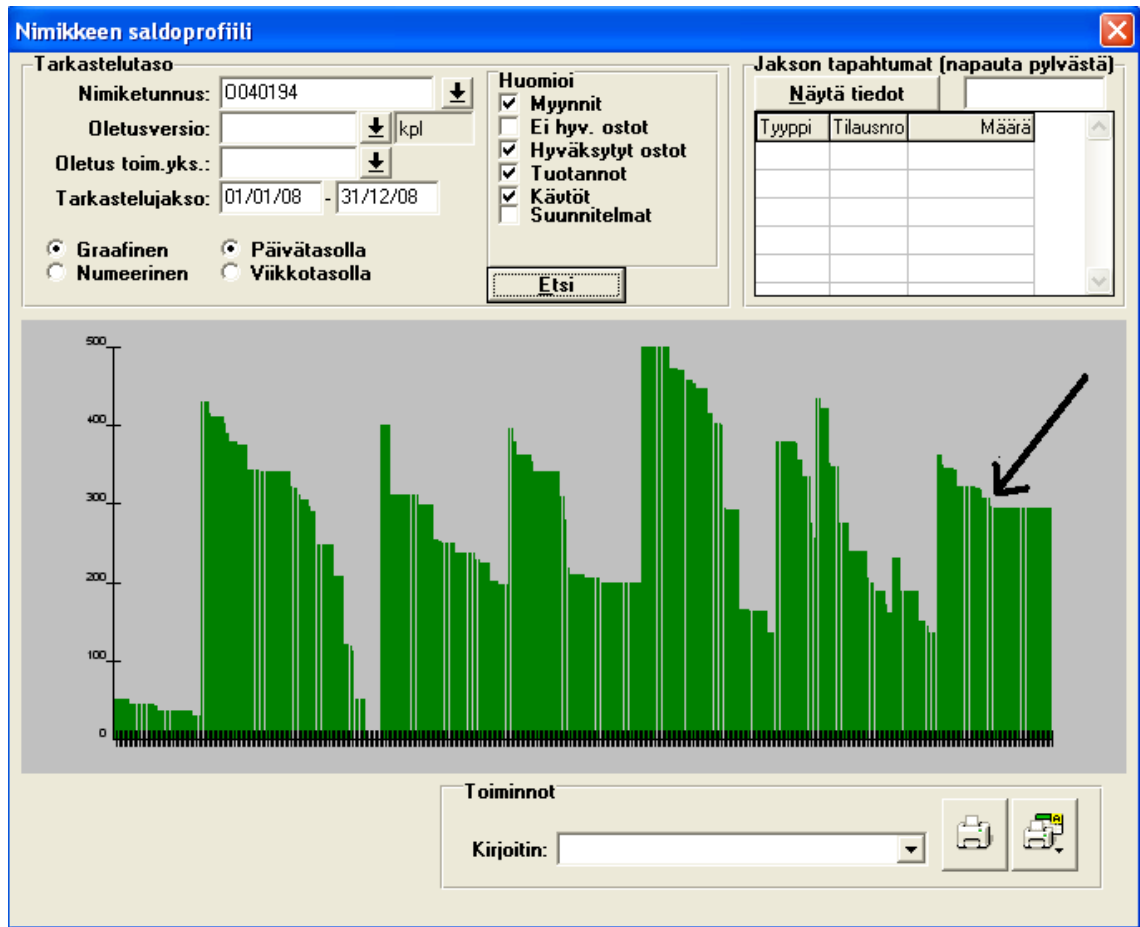 Nimikkeen saldoprofiili
Tarkastelutaso
Nimiketunnus: 0040194
Oletusversio: kpl
Oletus toim.yks.:
Tarkastelujakso: 01/01/08 - 31/12/08
Graafinen Päivätasolla
Numeerinen Viikkotasolla
Huomioi
Myynnit
Ei hyv. ostot
Hyväksytyt ostot
Tuotannot
Käytöt
Suunnitelmat
Etsi
Jakson tapahtumat (napauta pylvästä)
Näytä tiedot
Tyyppi Tilausnro Määrä
500
400
300
200
100
0
Toiminnot
Kirjoitin: